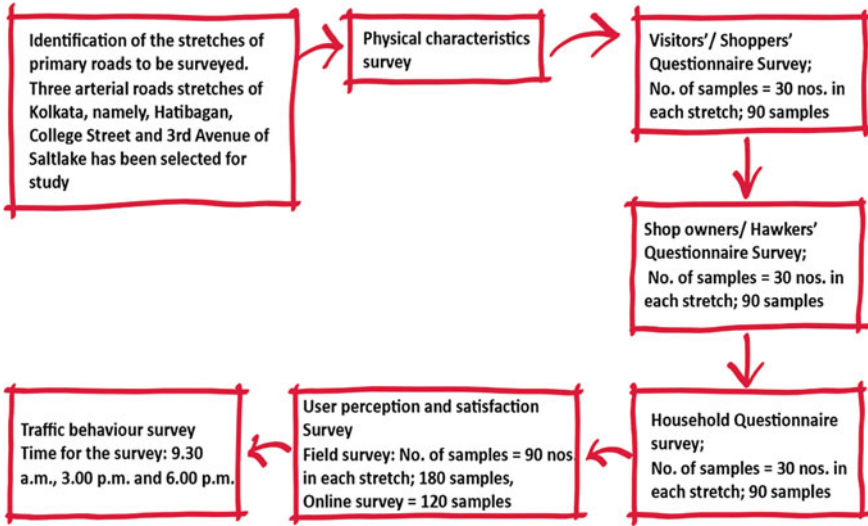 Identification of the stretches of
primary roads to be surveyed.
Three arterial roads stretches of
Kolkata, namely, Hatibagan,
College Street and 3rd Avenue of
Saltlake has been selected for
study
Physical characteristics
survey
Visitors'/ Shoppers'
Questionnaire Survey;
No. of samples = 30 nos. in
each stretch; 90 samples
Shop owners/ Hawkers'
Questionnaire Survey;
No. of samples = 30 nos. in
each stretch; 90 samples
Household Questionnaire
survey;
No. of samples = 30 nos. in
each stretch; 90 samples
User perception and satisfaction
Survey
Field survey: No. of samples = 90 nos.
in each stretch; 180 samples,
Online survey = 120 samples
Traffic behaviour survey
Time for the survey: 9.30
a.m., 3.00 p.m. and 6.00 p.m.